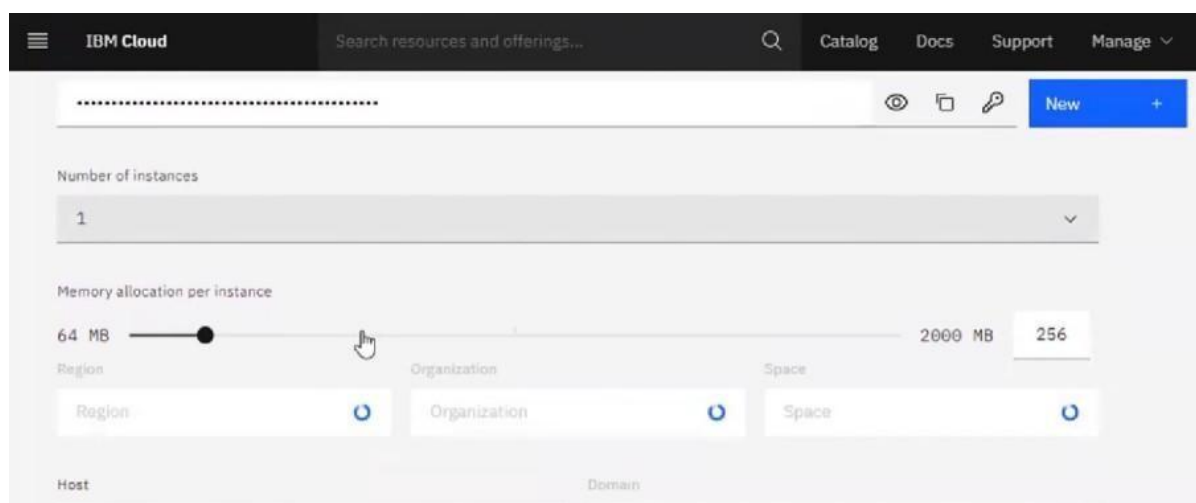 IBM Cloud Search resources and offerings... Catalog Docs Support Manage
New +
Number of instances
1
Memory allocation per instance
64 MB 2000 MB 256
Region Organization Space
Region Organization Space
Host Domain